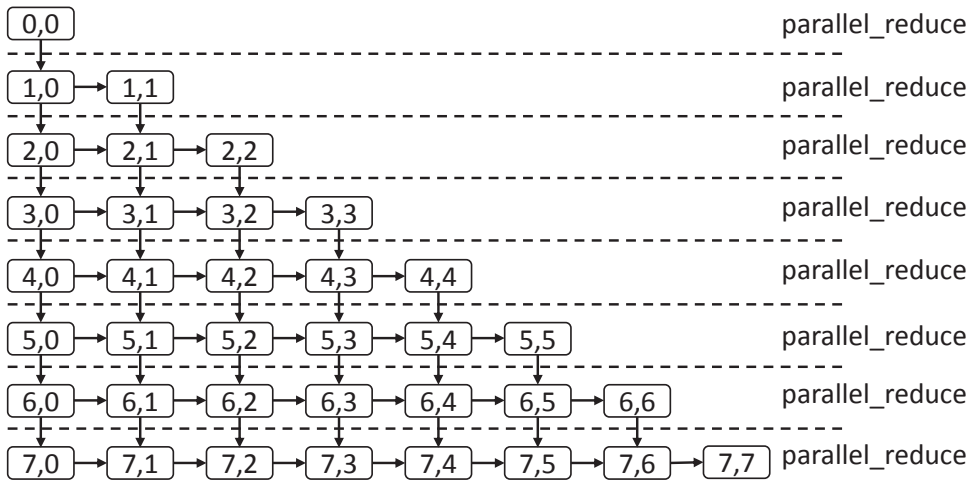 0,0 parallel_reduce
1,0 1,1 parallel_reduce
2,0 2,1 2,2 parallel_reduce
3,0 3,1 3,2 3,3 parallel_reduce
4,0 4,1 4,2 4,3 4,4 parallel_reduce
5,0 5,1 5,2 5,3 5,4 5,5 parallel_reduce
6,0 6,1 6,2 6,3 6,4 6,5 6,6 parallel_reduce
7,0 7,1 7,2 7,3 7,4 7,5 7,6 7,7 parallel_reduce